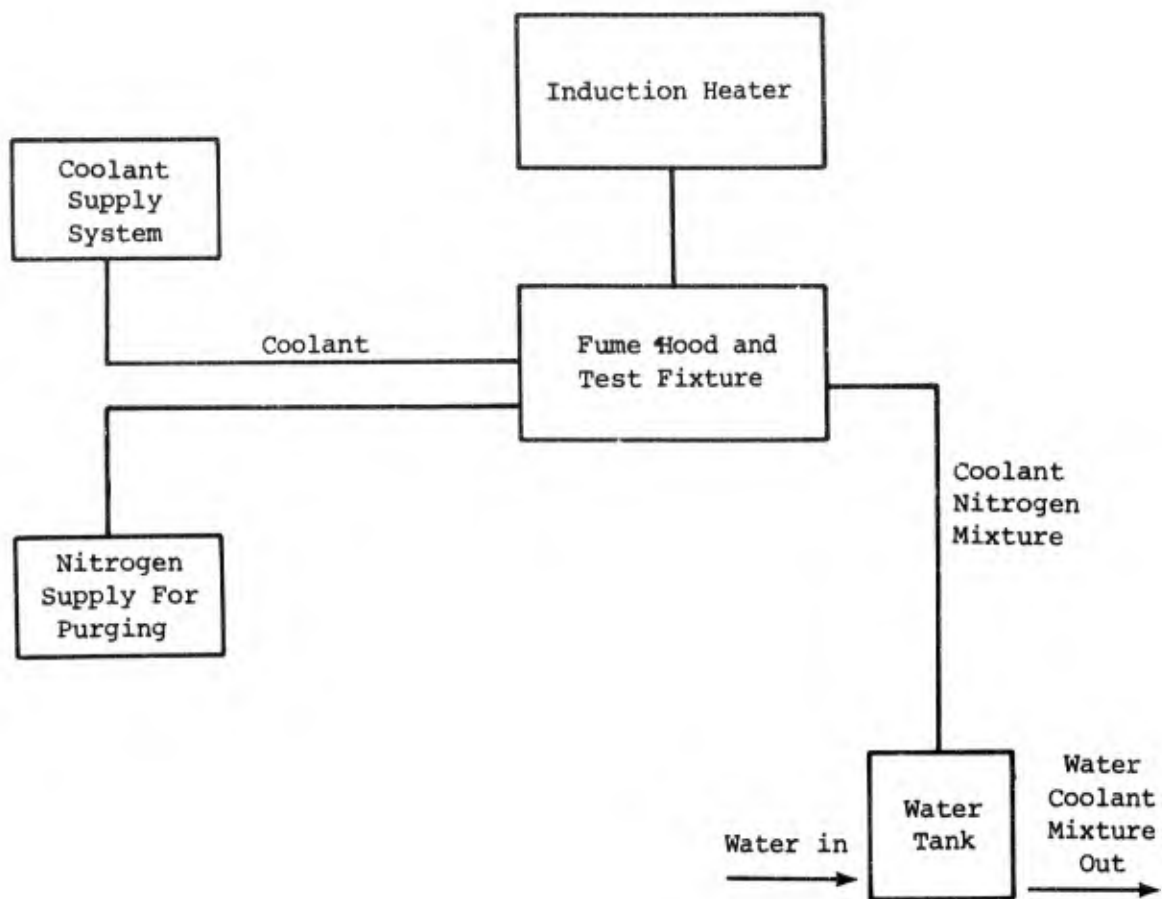 Induction Heater
Coolant
Supply
System
Coolant
Fume Hood and
Test Fixture
Coolant
Nitrogen
Mixture
Nitrogen
Supply For
Purging
Water
Tank
Water in
Water
Coolant
Mixture
Out